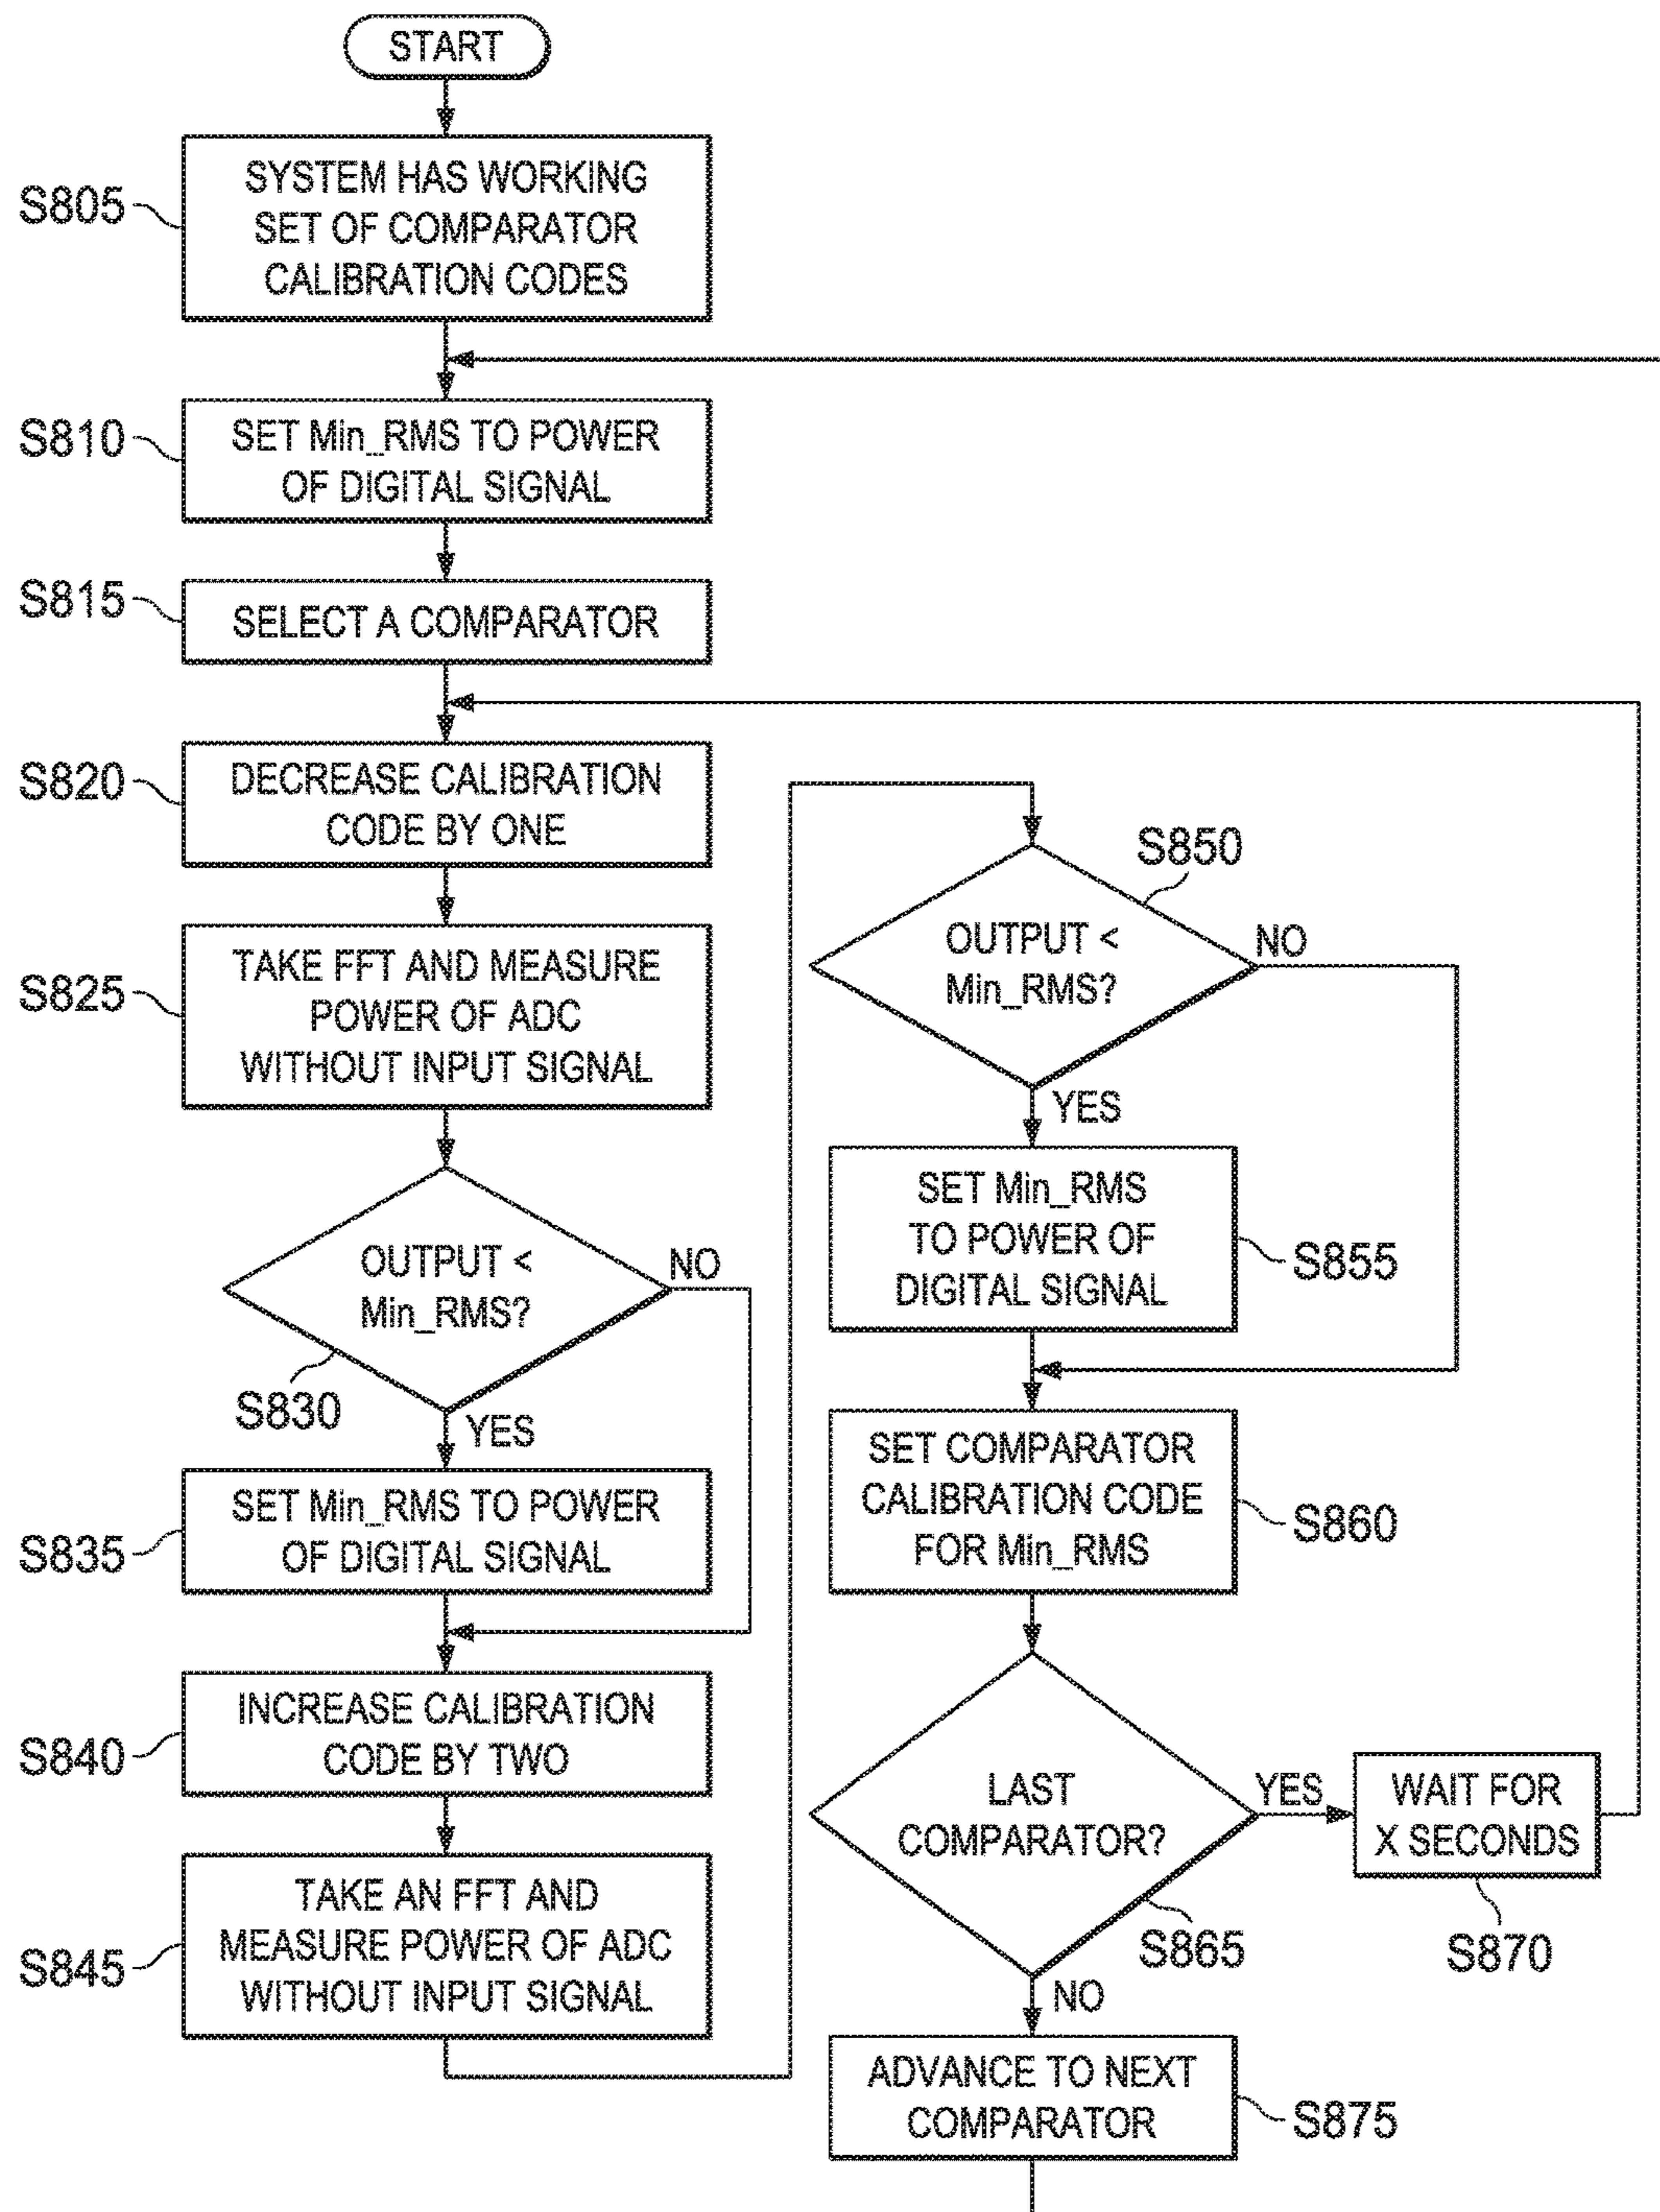 START
S805
SYSTEM HAS WORKING
SET OF COMPARATOR
CALIBRATION CODES
S810
SET Min_RMS TO POWER
OF DIGITAL SIGNAL
S815
SELECT A COMPARATOR
S820
DECREASE CALIBRATION
CODE BY ONE
S825
TAKE FFT AND MEASURE
POWER OF ADC
WITHOUT INPUT SIGNAL
OUTPUT <
Min_RMS?
NO
S830
YES
S835
SET Min_RMS TO POWER
OF DIGITAL SIGNAL
S840
INCREASE CALIBRATION
CODE BY TWO
S845
TAKE AN FFT AND
MEASURE POWER OF ADC
WITHOUT INPUT SIGNAL
S850
OUTPUT <
Min_RMS?
NO
YES
SET Min_RMS
TO POWER OF
DIGITAL SIGNAL
S855
SET COMPARATOR
CALIBRATION CODE
FOR Min_RMS
S860
LAST
COMPARATOR?
YES
S865
NO
WAIT FOR
X SECONDS
S870
ADVANCE TO NEXT
COMPARATOR
S875